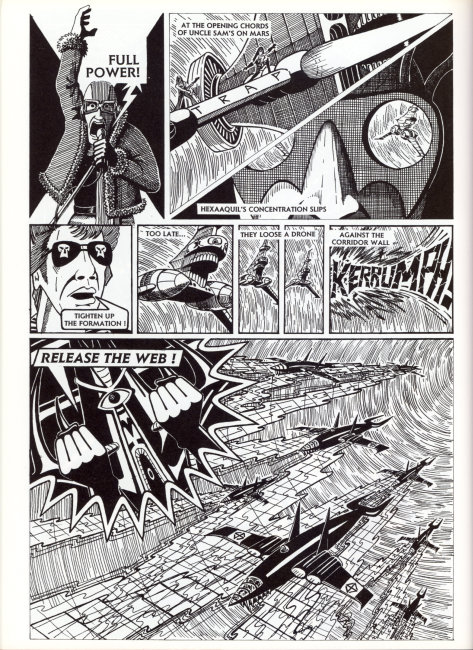 FULL
POWER!
AT THE OPENING CHORDS
OF UNCLE SAM'S ON MARS
RAP
HEXAAQUIL'S CONCENTRATION SLIPS
TIGHTEN UP
THE FORMATION !
TOO LATE...
THEY LOOSE A DRONE
AGAINST THE
CORRIDOR WALL
KERRUMPH!
RELEASE THE WEB !